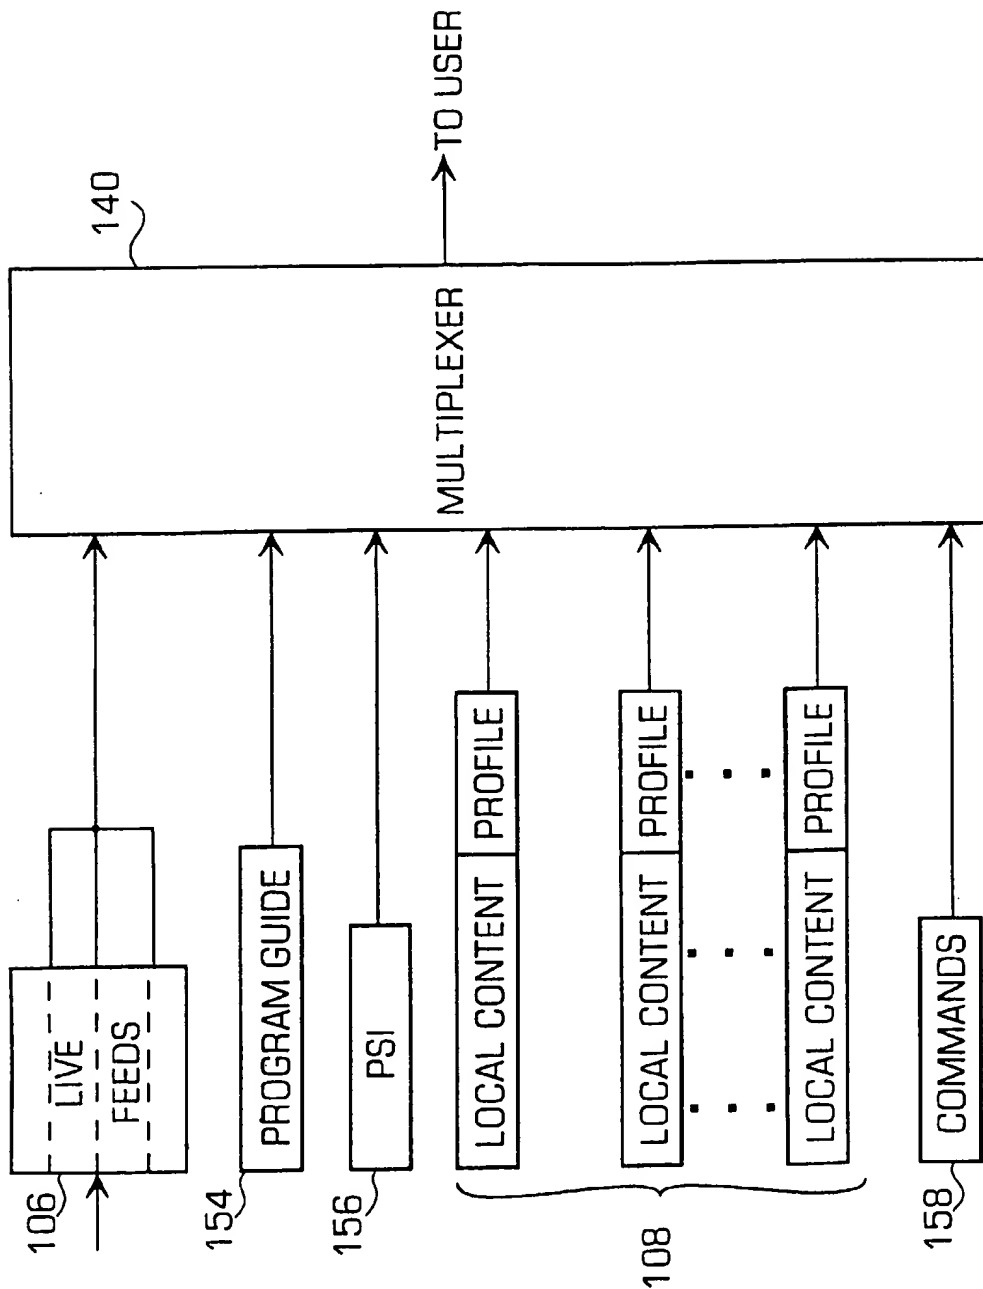 106
LIVE
FEEDS
154
PROGRAM GUIDE
156
PSI
108
LOCAL CONTENT PROFILE
LOCAL CONTENT PROFILE
LOCAL CONTENT PROFILE
158
COMMANDS
MULTIPLEXER
140
TO USER